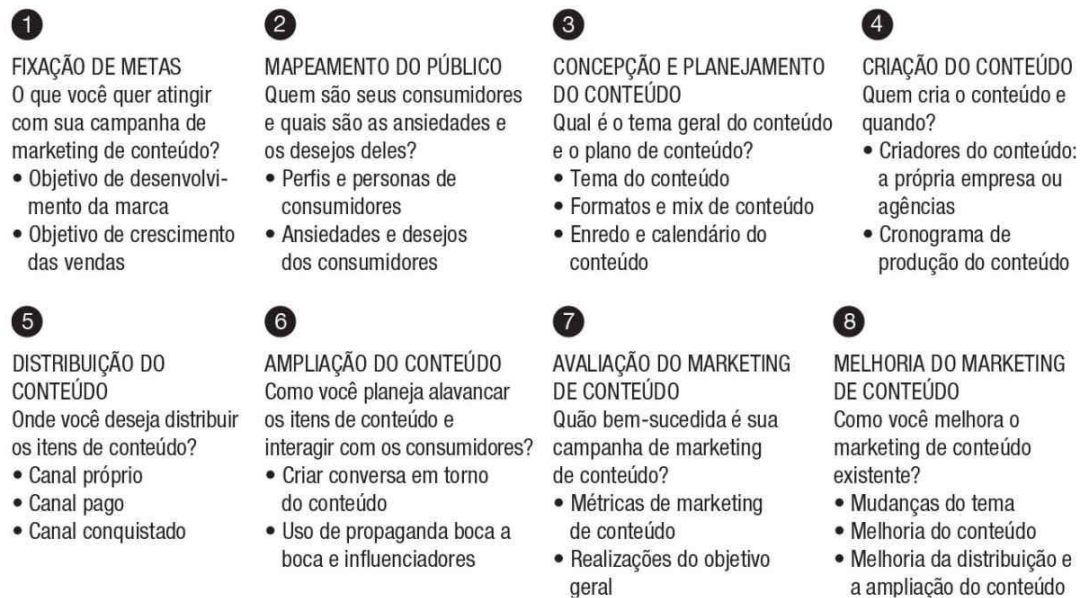 1
FIXAÇÃO DE METAS
O que você quer atingir
com sua campanha de
marketing de conteúdo?
• Objetivo de desenvolvi-
mento da marca
• Objetivo de crescimento
das vendas
2
MAPEAMENTO DO PÚBLICO
Quem são seus consumidores
e quais são as ansiedades e
os desejos deles?
• Perfis e personas de
consumidores
• Ansiedades e desejos
dos consumidores
3
CONCEPÇÃO E PLANEJAMENTO
DO CONTEÚDO
Qual é o tema geral do conteúdo
e o plano de conteúdo?
• Tema do conteúdo
• Formatos e mix de conteúdo
• Enredo e calendário do
conteúdo
4
CRIAÇÃO DO CONTEÚDO
Quem cria o conteúdo e
quando?
• Criadores do conteúdo:
a própria empresa ou
agências
• Cronograma de
produção do conteúdo
5
DISTRIBUIÇÃO DO
CONTEÚDO
Onde você deseja distribuir
os itens de conteúdo?
• Canal próprio
• Canal pago
• Canal conquistado
6
AMPLIAÇÃO DO CONTEÚDO
Como você planeja alavancar
os itens de conteúdo e
interagir com os consumidores?
• Criar conversa em torno
do conteúdo
• Uso de propaganda boca a
boca e influenciadores
7
AVALIAÇÃO DO MARKETING
DE CONTEÚDO
Quão bem-sucedida é sua
campanha de marketing
de conteúdo?
• Métricas de marketing
de conteúdo
• Realizações do objetivo
geral
8
MELHORIA DO MARKETING
DE CONTEÚDO
Como você melhora o
marketing de conteúdo
existente?
• Mudanças do tema
• Melhoria do conteúdo
• Melhoria da distribuição e
a ampliação do conteúdo